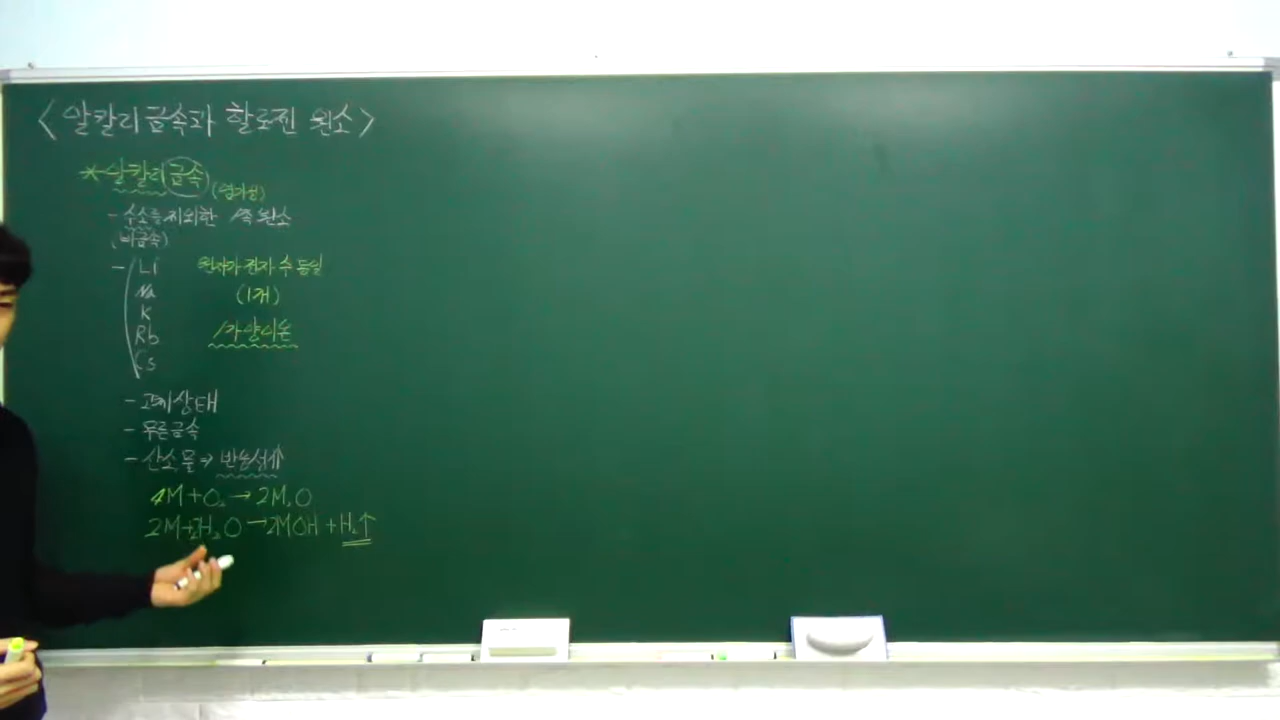 <알칼리 금속과 할로젠 원소>
* 알칼리 금속 (염기성)
- 수소를 제외한 1족 원소
(비금속)
- Li 원자가 전자 수 동일
Na (1개)
K
Rb 1가 양이온
Cs
- 고체상태
- 무른금속
- 산소 물 ⇒ 반응성↑
4M + O₂ → 2M₂O
2M + 2H₂O → 2MOH + H₂↑